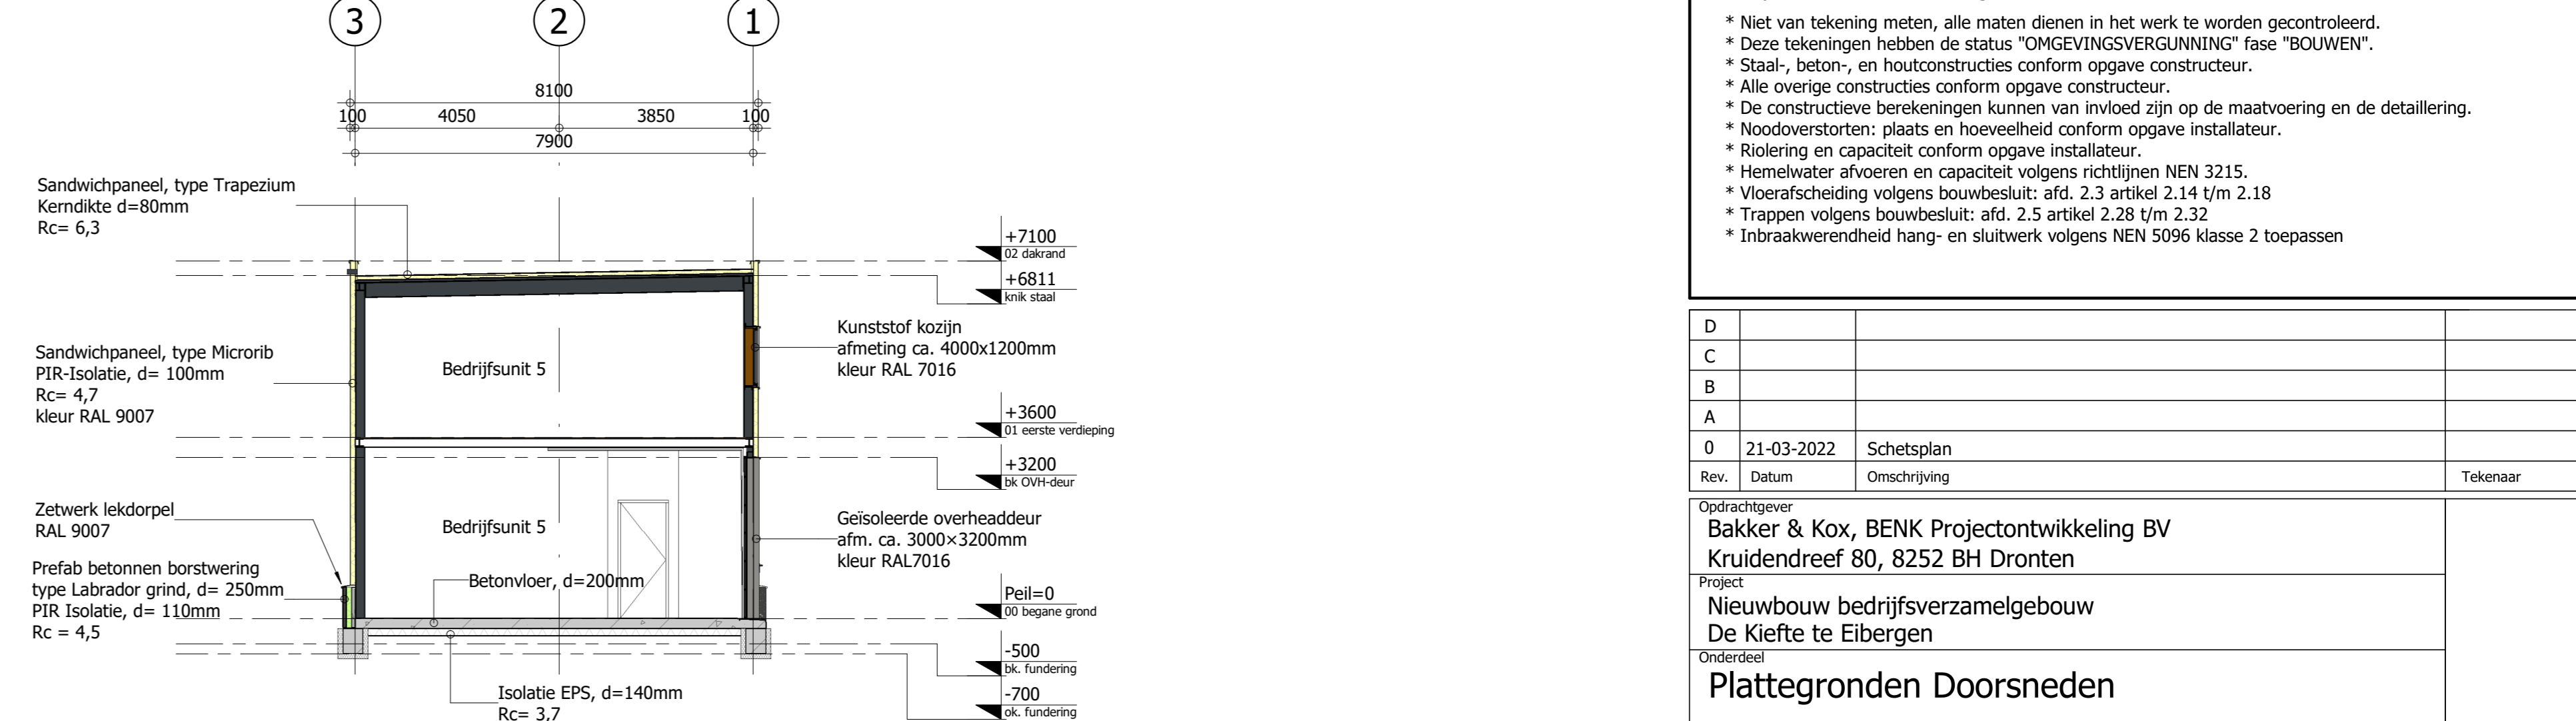 3
2
1
8100
100
4050
3850
100
7900
Sandwichpaneel, type Trapezium
Kerndikte d=80mm
Rc= 6,3
Sandwichpaneel, type Microrib
PIR-Isolatie, d= 100mm
Rc= 4,7
kleur RAL 9007
Zetwerk lekdorpel
RAL 9007
Prefab betonnen borstwering
type Labrador grind, d= 250mm
PIR Isolatie, d= 110mm
Rc = 4,5
Bedrijfsunit 5
Bedrijfsunit 5
Betonvloer, d=200mm
Isolatie EPS, d=140mm
Rc= 3,7
Kunststof kozijn
afmeting ca. 4000x1200mm
kleur RAL 7016
Geïsoleerde overheaddeur
afm. ca. 3000×3200mm
kleur RAL7016
+7100
02 dakrand
+6811
knik staal
+3600
01 eerste verdieping
+3200
bk OVH-deur
Peil=0
00 begane grond
-500
bk. fundering
-700
ok. fundering
* Niet van tekening meten, alle maten dienen in het werk te worden gecontroleerd.
* Deze tekeningen hebben de status "OMGEVINGSVERGUNNING" fase "BOUWEN".
* Staal-, beton-, en houtconstructies conform opgave constructeur.
* Alle overige constructies conform opgave constructeur.
* De constructieve berekeningen kunnen van invloed zijn op de maatvoering en de detaillering.
* Noodoverstorten: plaats en hoeveelheid conform opgave installateur.
* Riolering en capaciteit conform opgave installateur.
* Hemelwater afvoeren en capaciteit volgens richtlijnen NEN 3215.
* Vloerafscheiding volgens bouwbesluit: afd. 2.3 artikel 2.14 t/m 2.18
* Trappen volgens bouwbesluit: afd. 2.5 artikel 2.28 t/m 2.32
* Inbraakwerendheid hang- en sluitwerk volgens NEN 5096 klasse 2 toepassen
D
C
B
A
0 21-03-2022 Schetsplan
Rev. Datum Omschrijving Tekenaar
Opdrachtgever
Bakker & Kox, BENK Projectontwikkeling BV
Kruidendreef 80, 8252 BH Dronten
Project
Nieuwbouw bedrijfsverzamelgebouw
De Kiefte te Eibergen
Onderdeel
Plattegronden Doorsneden